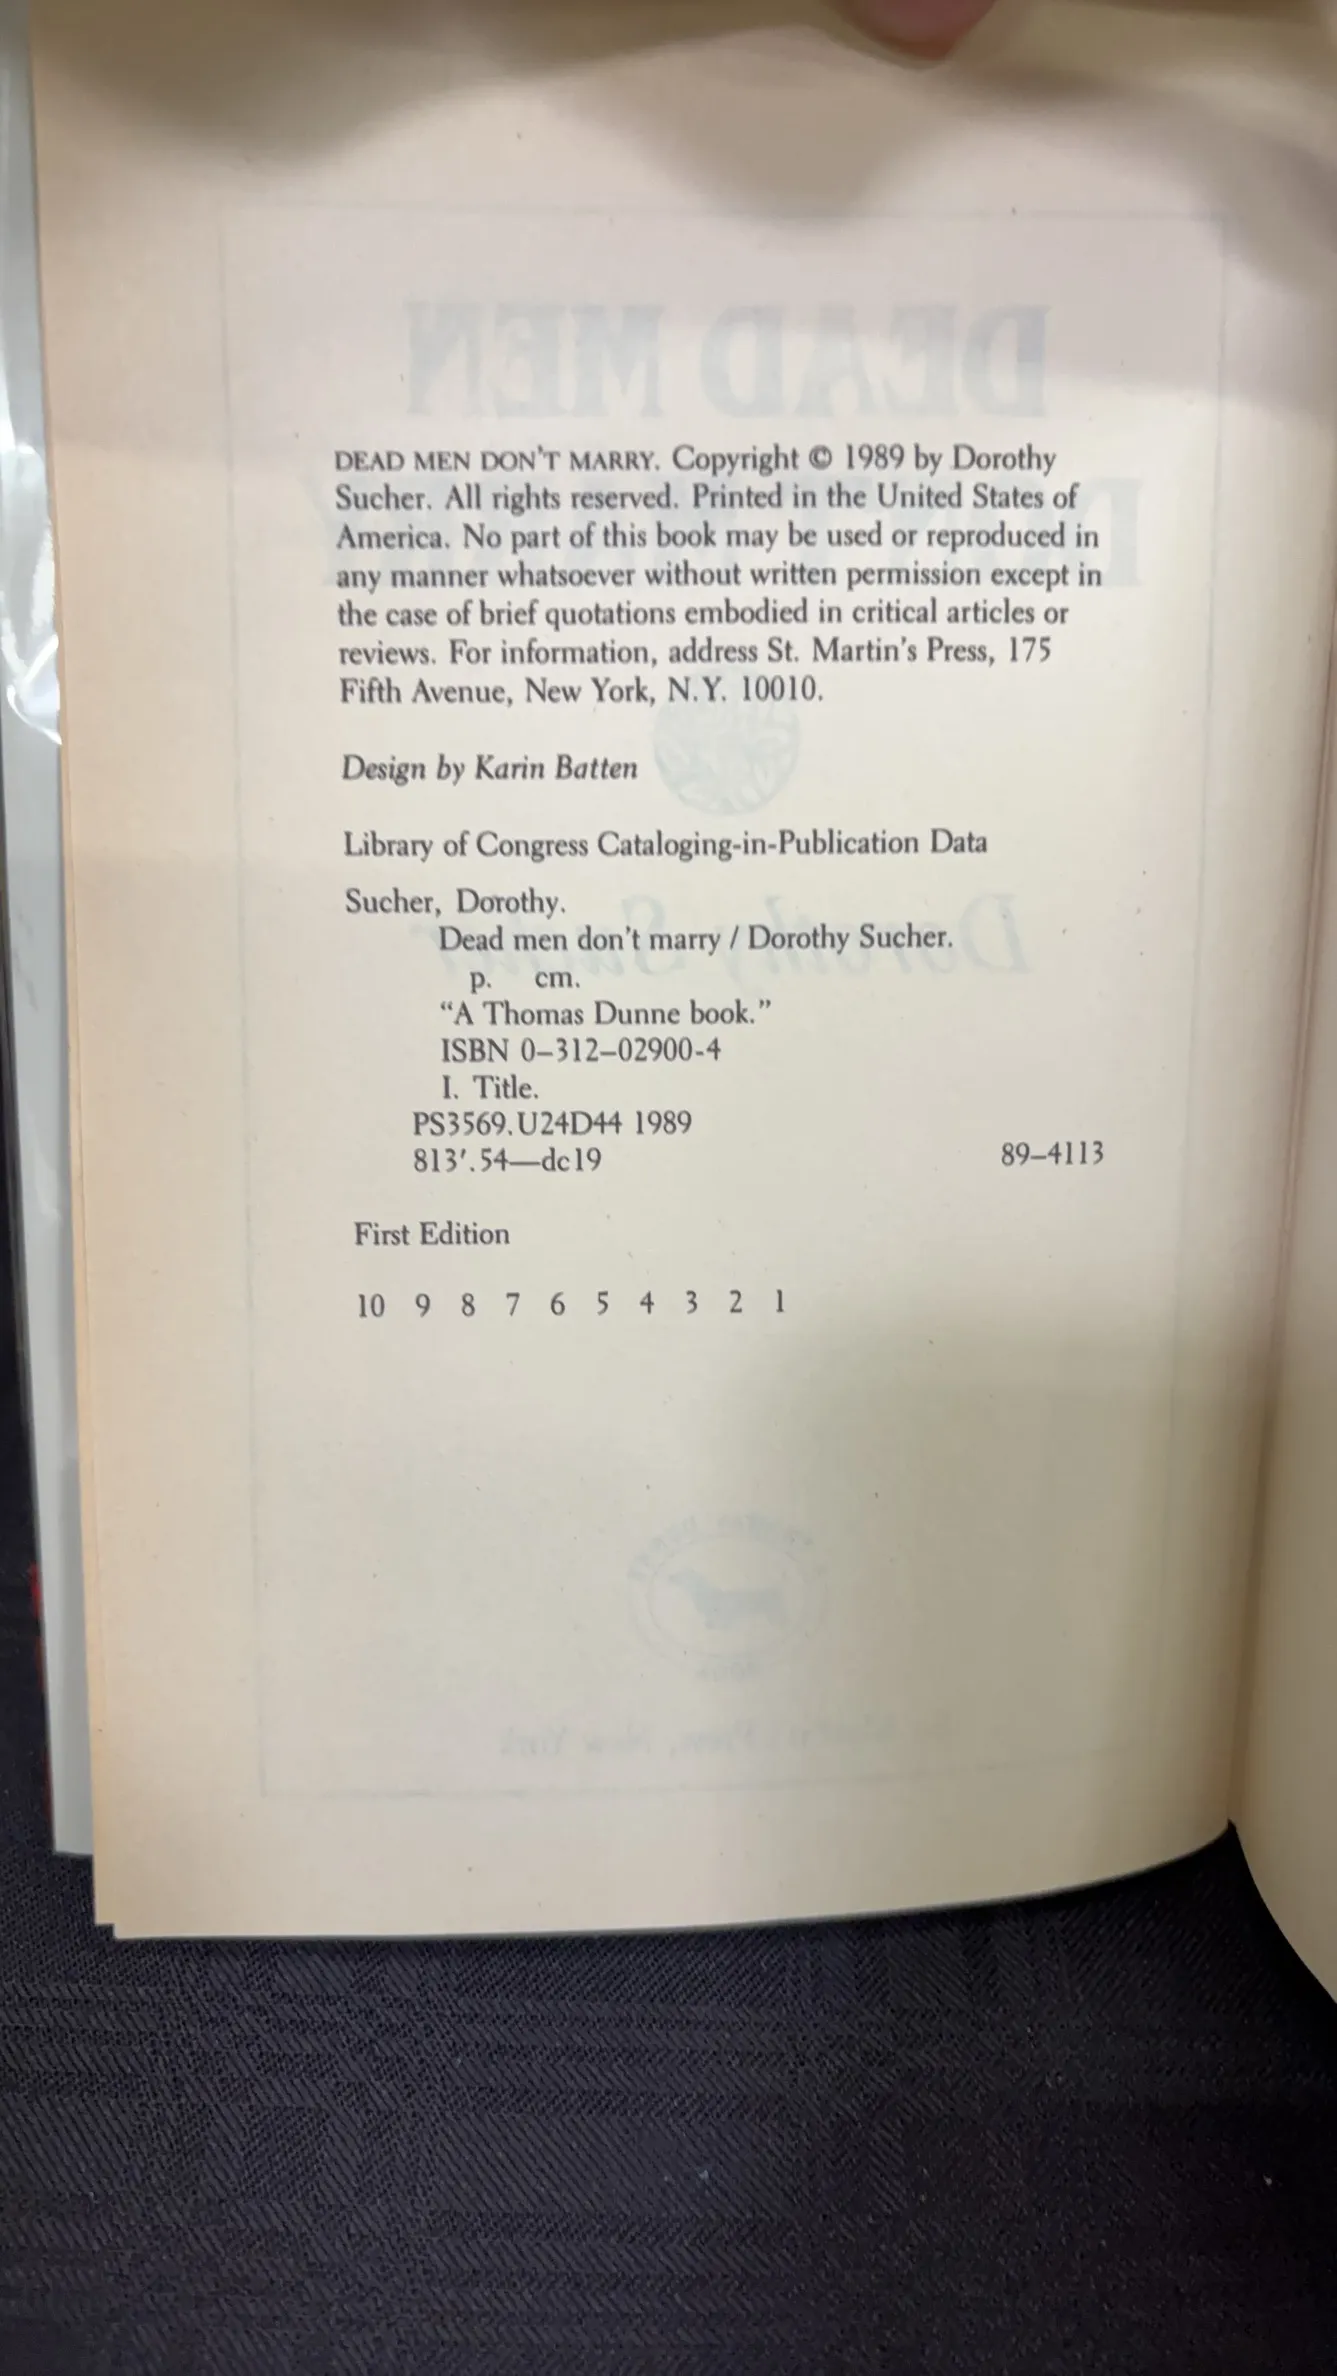 DEAD MEN DON'T MARRY. Copyright © 1989 by Dorothy
Sucher. All rights reserved. Printed in the United States of
America. No part of this book may be used or reproduced in
any manner whatsoever without written permission except in
the case of brief quotations embodied in critical articles or
reviews. For information, address St. Martin's Press, 175
Fifth Avenue, New York, N.Y. 10010.
Design by Karin Batten
Library of Congress Cataloging-in-Publication Data
Sucher, Dorothy.
Dead men don't marry / Dorothy Sucher.
p. cm.
“A Thomas Dunne book.”
ISBN 0–312–02900-4
I. Title.
PS3569.U24D44 1989
813′.54—dc19 89–4113
First Edition
10 9 8 7 6 5 4 3 2 1